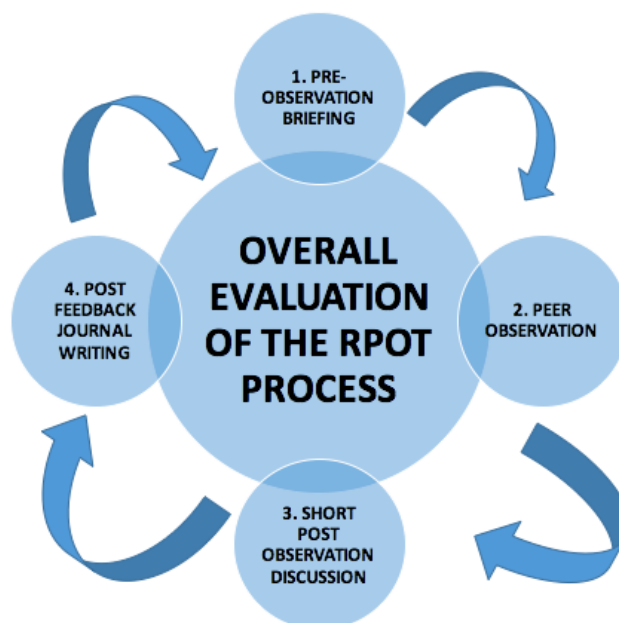 1. PRE-
OBSERVATION
BRIEFING
OVERALL
EVALUATION
OF THE RPOT
PROCESS
2. PEER
OBSERVATION
3. SHORT
POST
OBSERVATION
DISCUSSION
4. POST
FEEDBACK
JOURNAL
WRITING